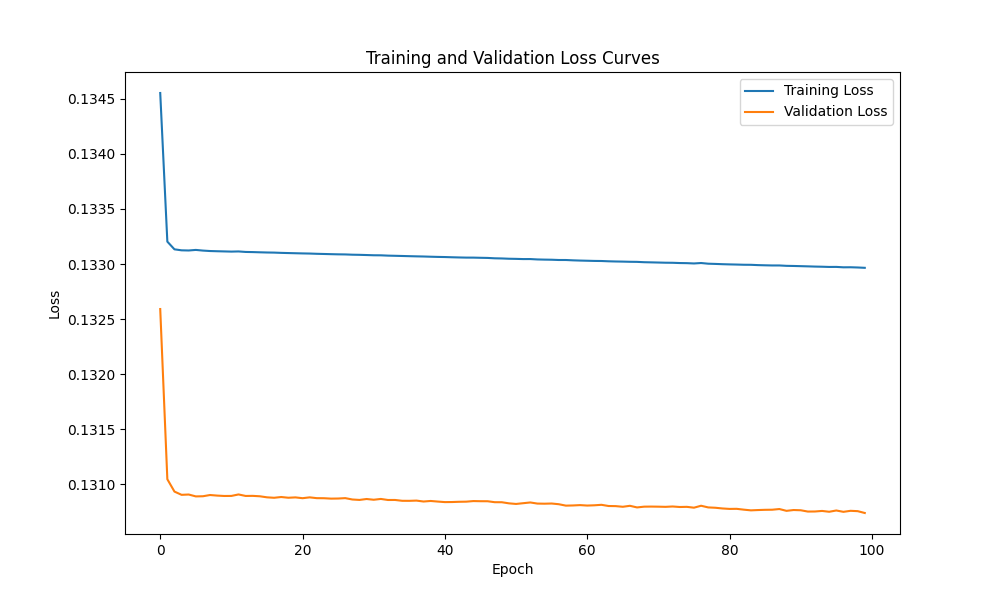 Training and Validation Loss Curves
Training Loss
Validation Loss
0.1345
0.1340
0.1335
0.1330
0.1325
0.1320
0.1315
0.1310
Loss
0 20 40 60 80 100
Epoch